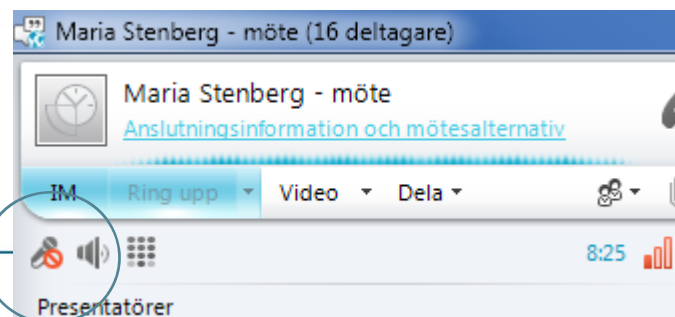 Maria Stenberg - möte (16 deltagare)
Maria Stenberg - möte
Anslutningsinformation och mötesalternativ
IM Ring upp Video Dela
8:25
Presentatörer